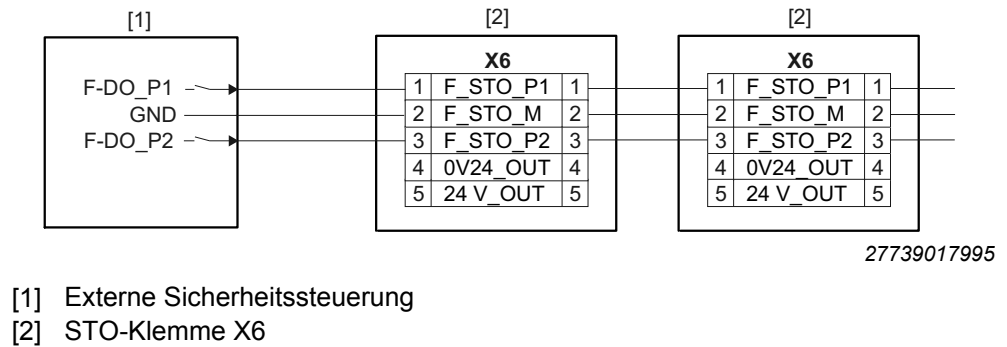 [1] [2] [2]
X6 X6
F-DO_P1 1 F_STO_P1 1 1 F_STO_P1 1
GND 2 F_STO_M 2 2 F_STO_M 2
F-DO_P2 3 F_STO_P2 3 3 F_STO_P2 3
4 0V24_OUT 4 4 0V24_OUT 4
5 24 V_OUT 5 5 24 V_OUT 5
27739017995
[1] Externe Sicherheitssteuerung
[2] STO-Klemme X6